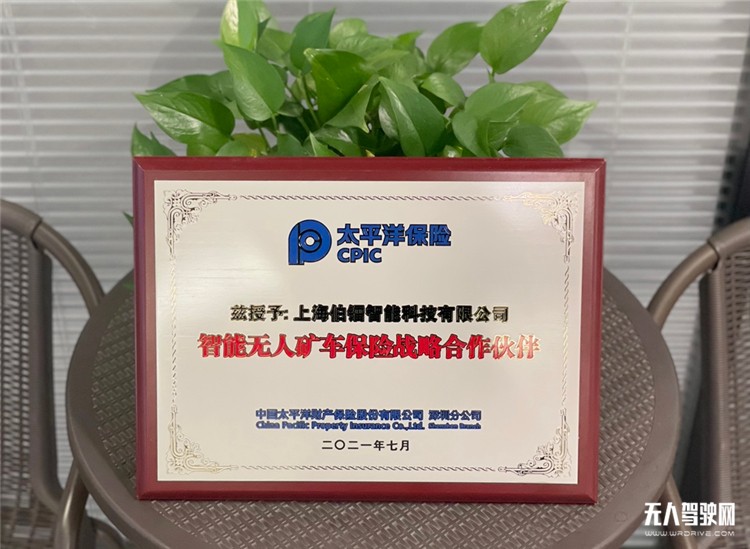 太平洋保险
CPIC
兹授予:上海伯镭智能科技有限公司
智能无人矿车保险战略合作伙伴
中国太平洋财产保险股份有限公司 深圳分公司
China Pacific Property Insurance Co.,Ltd. Shenzhen Branch
二〇二一年七月
无人驾驶网
WWW.WRDRIVE.COM